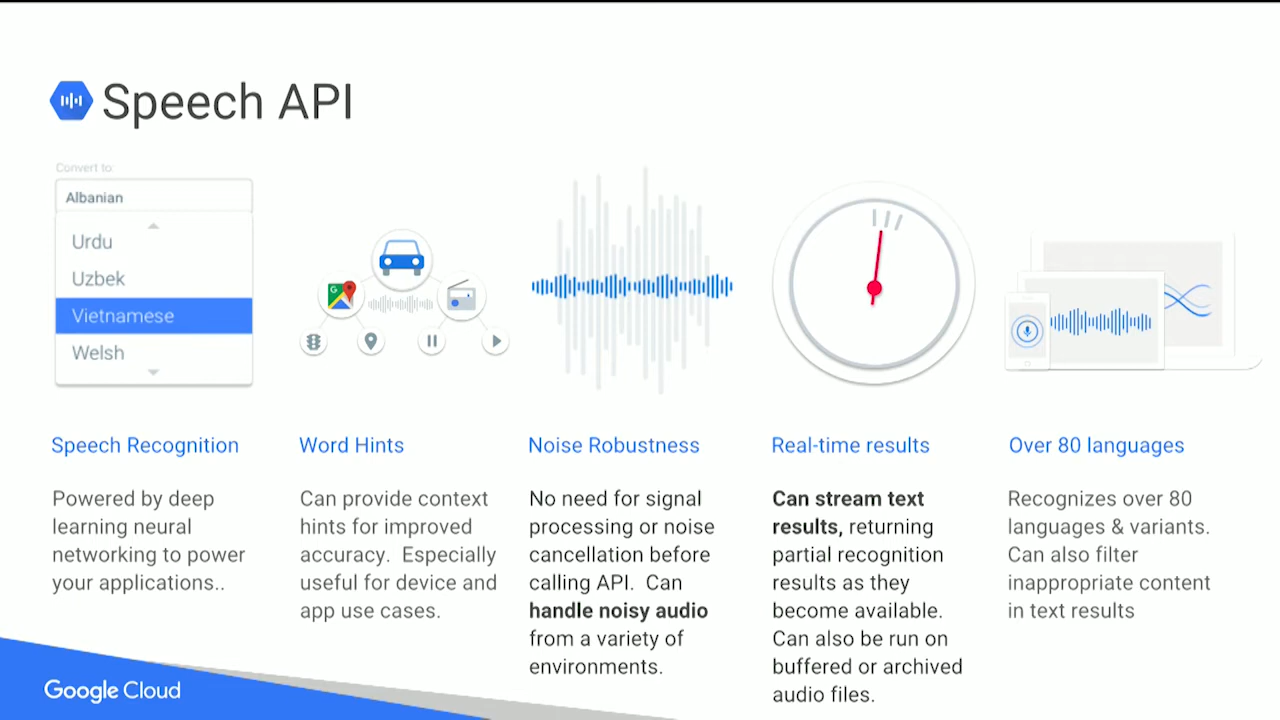 Speech API
Convert to:
Albanian
Urdu
Uzbek
Vietnamese
Welsh
G
Speech Recognition
Powered by deep
learning neural
networking to power
your applications..
Word Hints
Can provide context
hints for improved
accuracy.  Especially
useful for device and
app use cases.
Noise Robustness
No need for signal
processing or noise
cancellation before
calling API.  Can
handle noisy audio
from a variety of
environments.
Real-time results
Can stream text
results, returning
partial recognition
results as they
become available.
Can also be run on
buffered or archived
audio files.
Over 80 languages
Recognizes over 80
languages & variants.
Can also filter
inappropriate content
in text results
Google Cloud